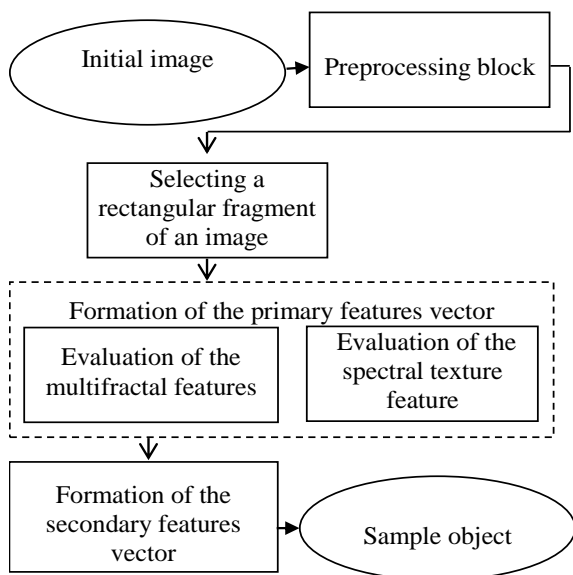 Initial image
Preprocessing block
Selecting a
rectangular fragment
of an image
Formation of the primary features vector
Evaluation of the
multifractal features
Evaluation of the
spectral texture
feature
Formation of the
secondary features
vector
Sample object